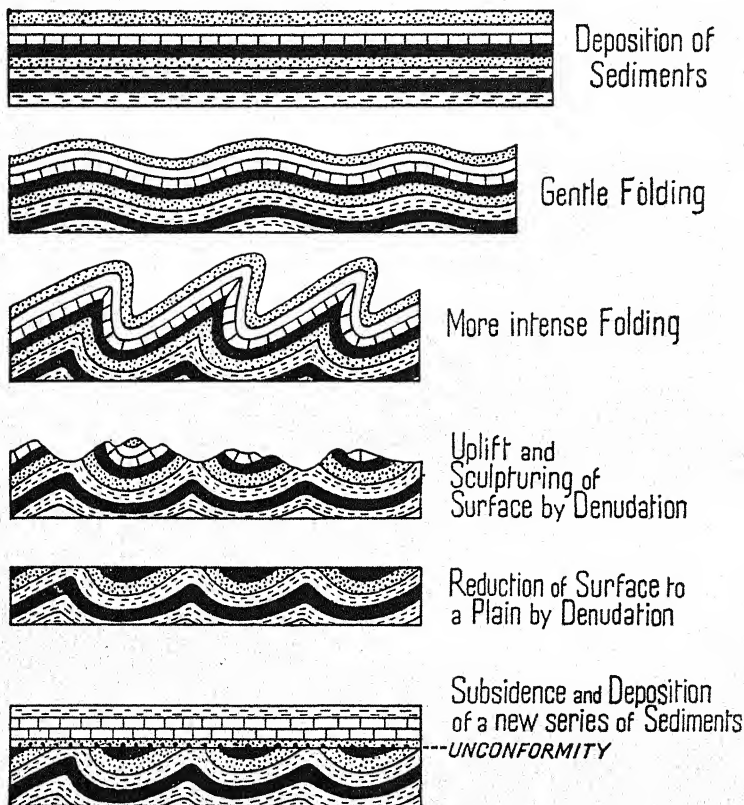 Deposition of
Sediments
Gentle Folding
More intense Folding
Uplift and
Sculpturing of
Surface by Denudation
Reduction of Surface to
a Plain by Denudation
Subsidence and Deposition
of a new series of Sediments
UNCONFORMITY